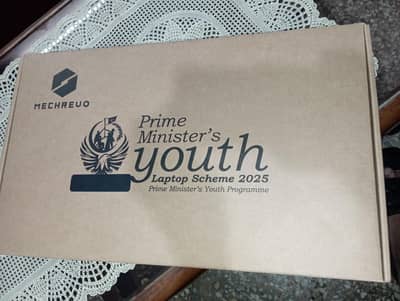 MECHREVO
Prime
Minister's
youth
Laptop Scheme 2025
Prime Minister's Youth Programme